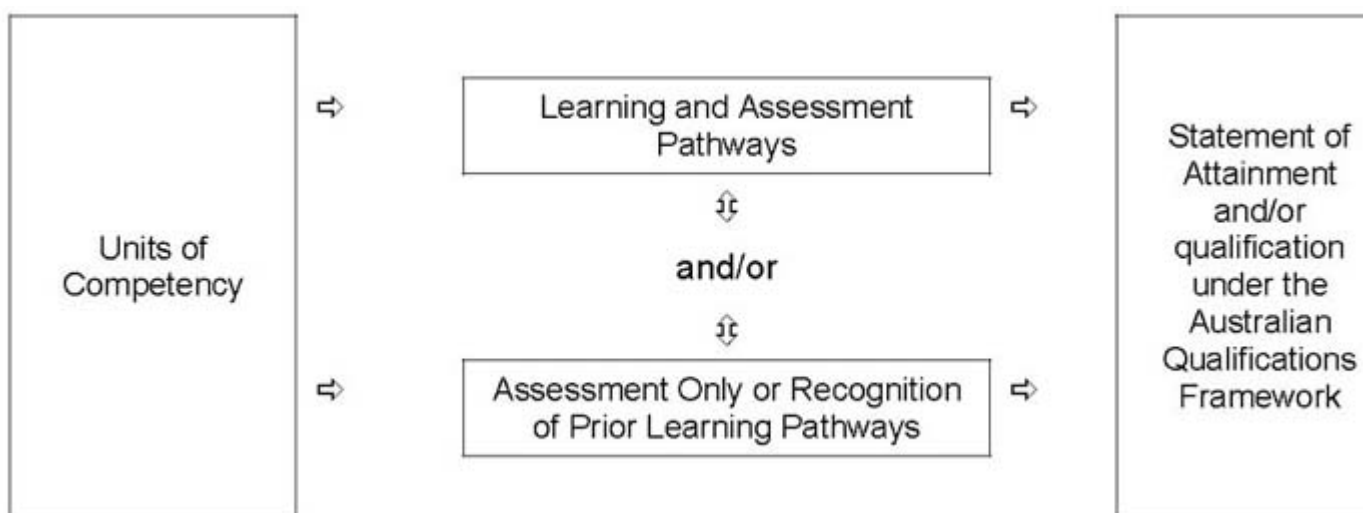 Units of
Competency
Learning and Assessment
Pathways
and/or
Assessment Only or Recognition
of Prior Learning Pathways
Statement of
Attainment
and/or
qualification
under the
Australian
Qualifications
Framework